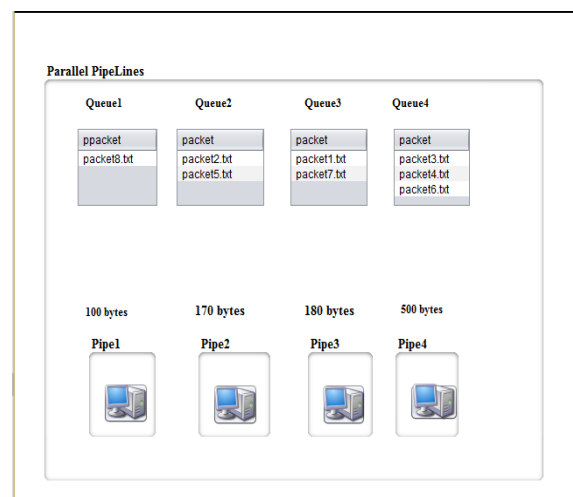 Parallel PipeLines
Queue1 Queue2 Queue3 Queue4
ppacket packet packet packet
packet8.txt packet2.txt packet1.txt packet3.txt
packet5.txt packet7.txt packet4.txt
packet6.txt
100 bytes 170 bytes 180 bytes 500 bytes
Pipe1 Pipe2 Pipe3 Pipe4